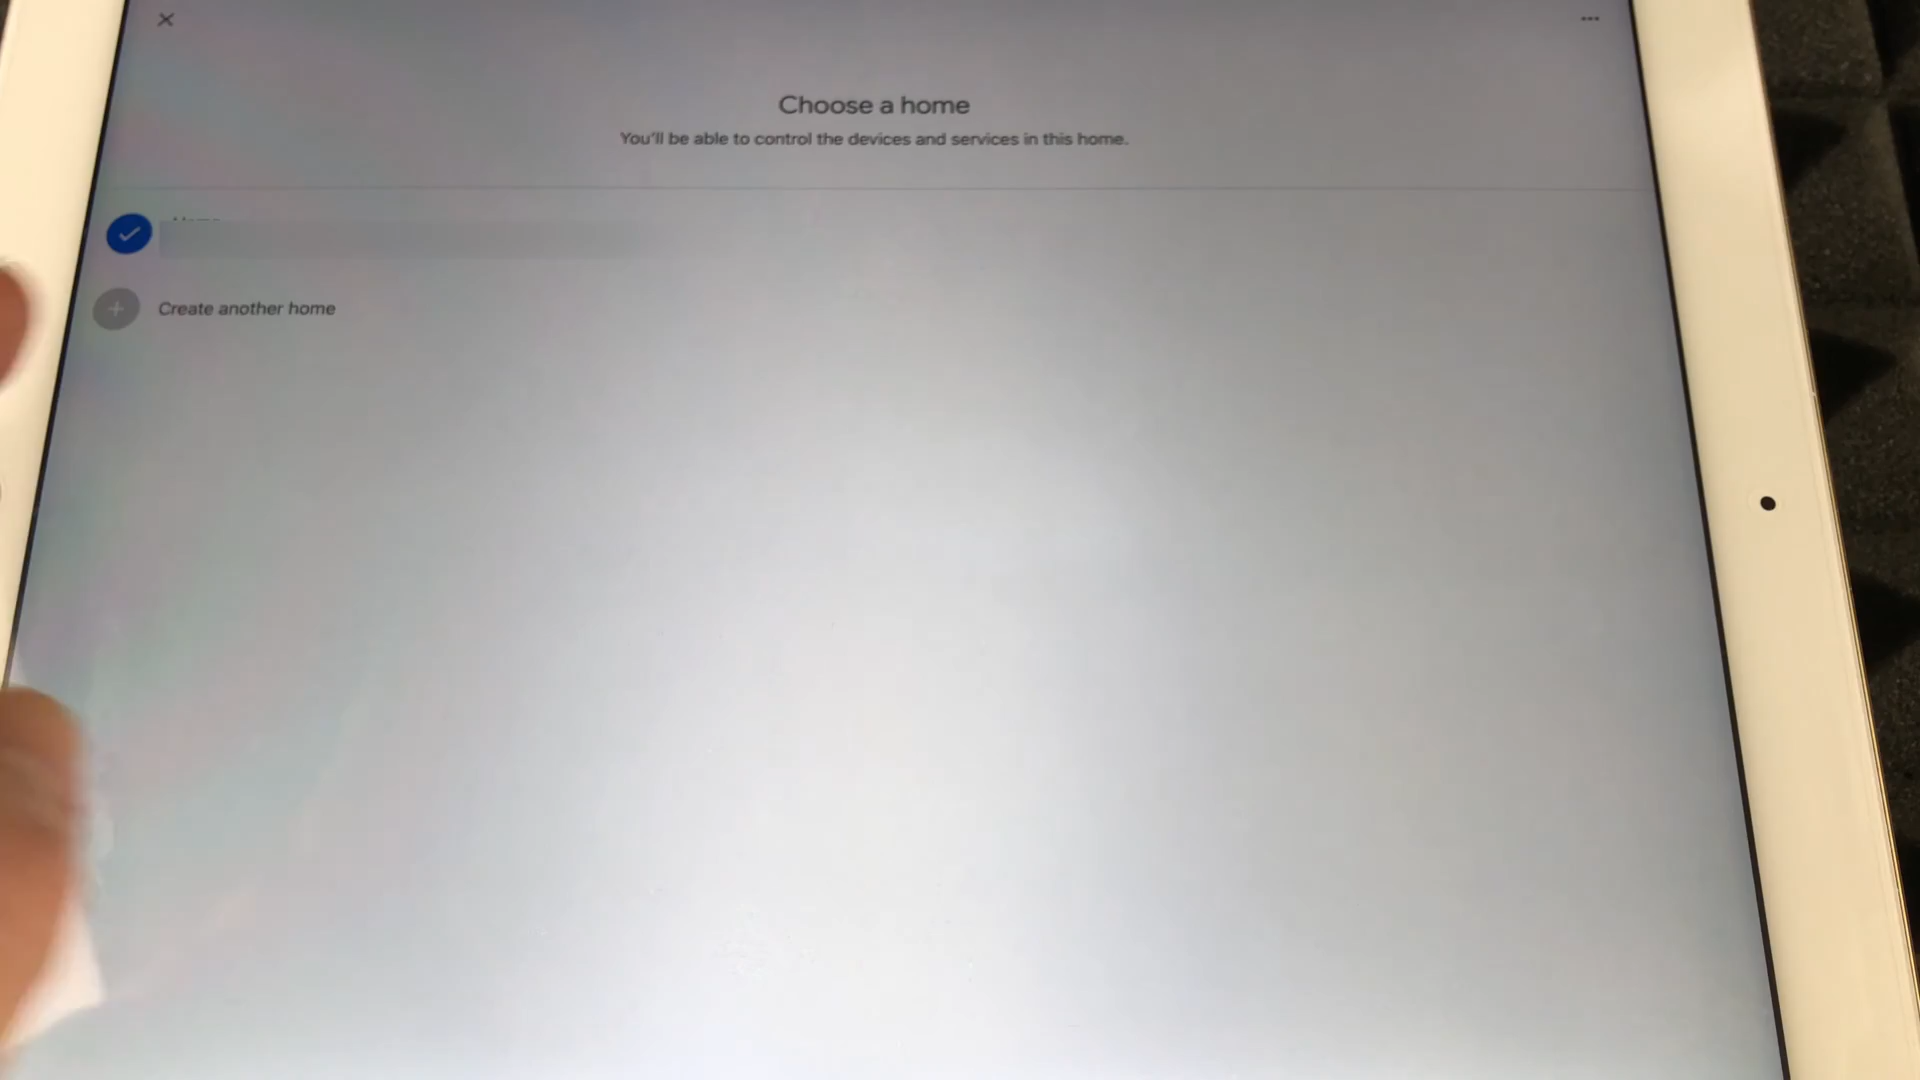 Choose a home
You'll be able to control the devices and services in this home.
Create another home